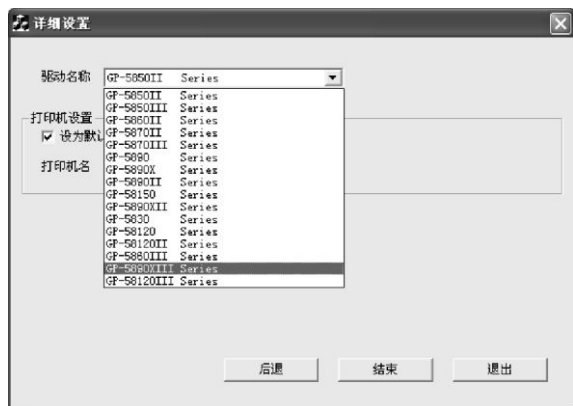 详细设置
驱动名称 GP-5850II Series
GP-5850II Series
GP-5850III Series
GP-5860II Series
GP-5870II Series
GP-5870III Series
GP-5890 Series
GP-5890X Series
GP-5890II Series
GP-58150 Series
GP-5890XII Series
GP-5830 Series
GP-58120 Series
GP-58120II Series
GP-5860III Series
GP-5890XIII Series
GP-58120III Series
打印机设置
设为默认
打印机名
后退 结束 退出